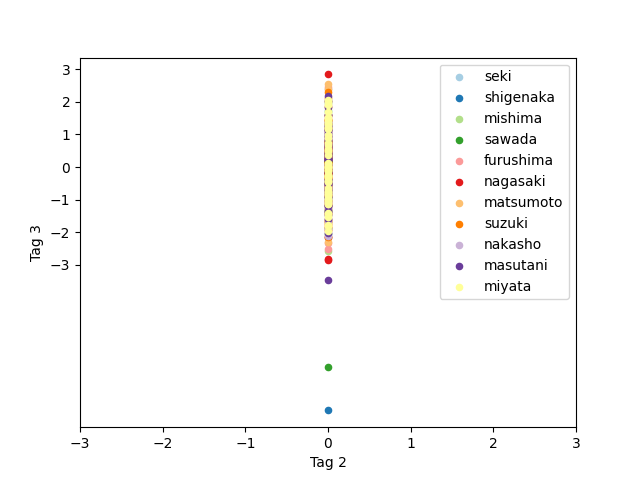 3
2
1
0
−1
−2
−3
Tag 3
−3 −2 −1 0 1 2 3
Tag 2
seki
shigenaka
mishima
sawada
furushima
nagasaki
matsumoto
suzuki
nakasho
masutani
miyata